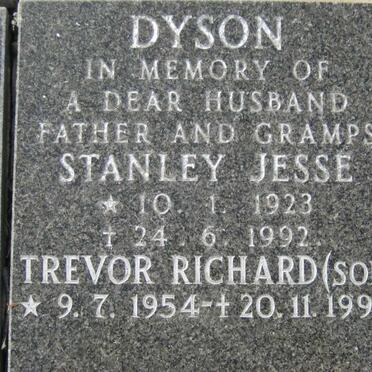 DYSON
IN MEMORY OF
A DEAR HUSBAND
FATHER AND GRAMPS
STANLEY JESSE
★ 10. 1. 1923
† 24. 6. 1992.
TREVOR RICHARD
★ 9. 7. 1954-† 20.11.